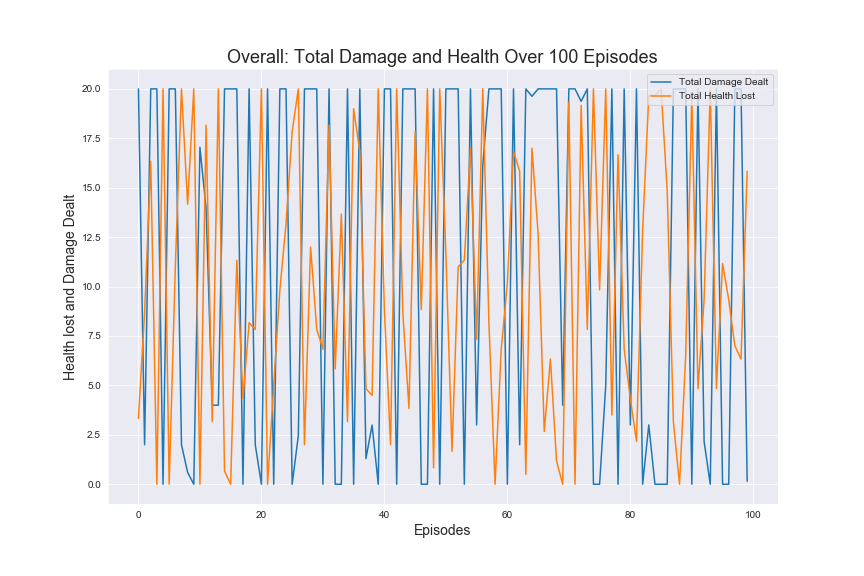 Overall: Total Damage and Health Over 100 Episodes
Total Damage Dealt
Total Health Lost
20.0
17.5
15.0
12.5
10.0
7.5
5.0
2.5
0.0
Health lost and Damage Dealt
0 20 40 60 80 100
Episodes